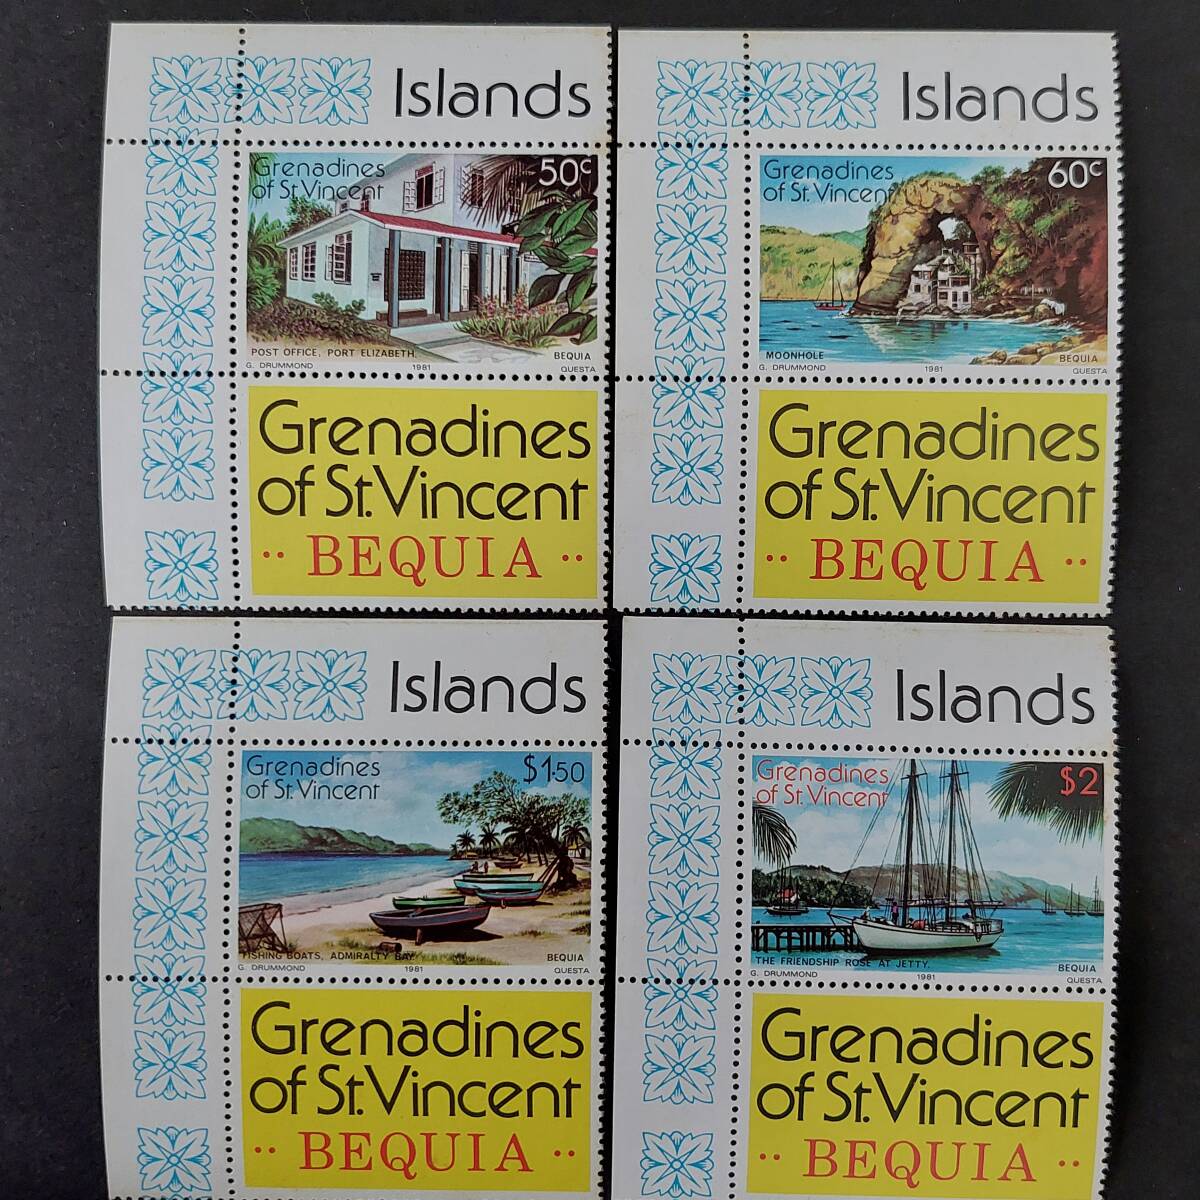 Islands
Grenadines
of St. Vincent
50c
POST OFFICE, PORT ELIZABETH.
BEQUIA
G. DRUMMOND
1981
QUESTA
Grenadines
of St. Vincent
·· BEQUIA ··
Islands
Grenadines
of St. Vincent
60c
MOONHOLE
BEQUIA
G. DRUMMOND
1981
QUESTA
Grenadines
of St. Vincent
·· BEQUIA ··
Islands
Grenadines
of St. Vincent
$1·50
FISHING BOATS, ADMIRALTY BAY.
BEQUIA
G. DRUMMOND
1981
QUESTA
Grenadines
of St. Vincent
·· BEQUIA ··
Islands
Grenadines
of St. Vincent
$2
THE FRIENDSHIP ROSE AT JETTY.
BEQUIA
G. DRUMMOND
1981
QUESTA
Grenadines
of St. Vincent
·· BEQUIA ··